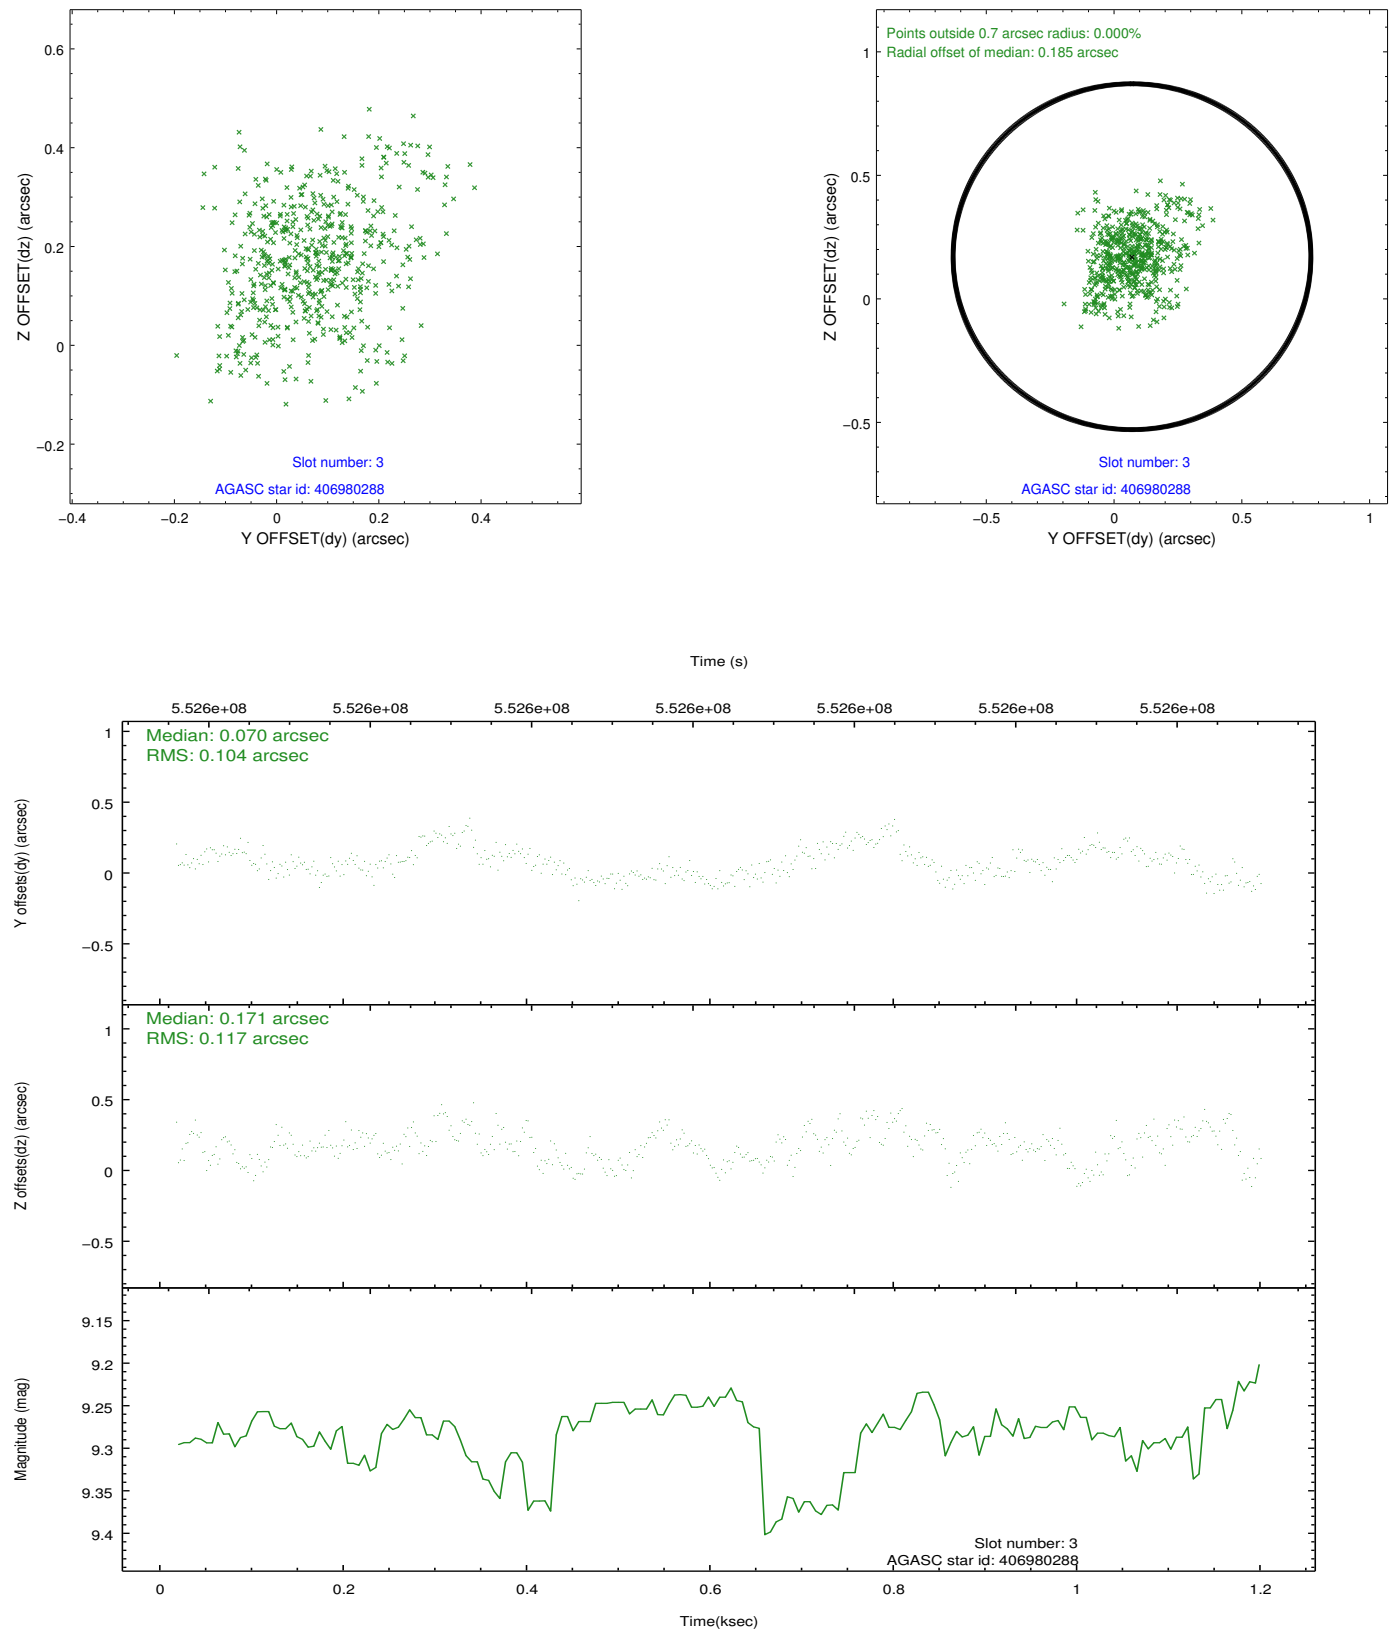 0.6
0.4
0.2
0
−0.2
−0.4
−0.2
0
0.2
0.4
Z OFFSET(dz) (arcsec)
Y OFFSET(dy) (arcsec)
Slot number: 3
AGASC star id: 406980288
Points outside 0.7 arcsec radius: 0.000%
Radial offset of median: 0.185 arcsec
1
0.5
0
−0.5
−0.5
0
0.5
1
Z OFFSET(dz) (arcsec)
Y OFFSET(dy) (arcsec)
Slot number: 3
AGASC star id: 406980288
Time (s)
5.526e+08 5.526e+08 5.526e+08 5.526e+08 5.526e+08 5.526e+08 5.526e+08
Median: 0.070 arcsec
RMS: 0.104 arcsec
1
0.5
0
−0.5
Y offsets(dy) (arcsec)
Median: 0.171 arcsec
RMS: 0.117 arcsec
1
0.5
0
−0.5
Z offsets(dz) (arcsec)
9.15
9.2
9.25
9.3
9.35
9.4
Magnitude (mag)
Slot number: 3
AGASC star id: 406980288
0 0.2 0.4 0.6 0.8 1 1.2
Time(ksec)